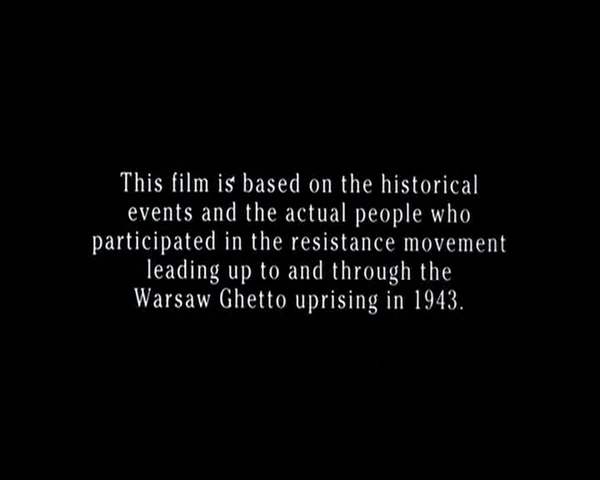 This film is based on the historical
events and the actual people who
participated in the resistance movement
leading up to and through the
Warsaw Ghetto uprising in 1943.